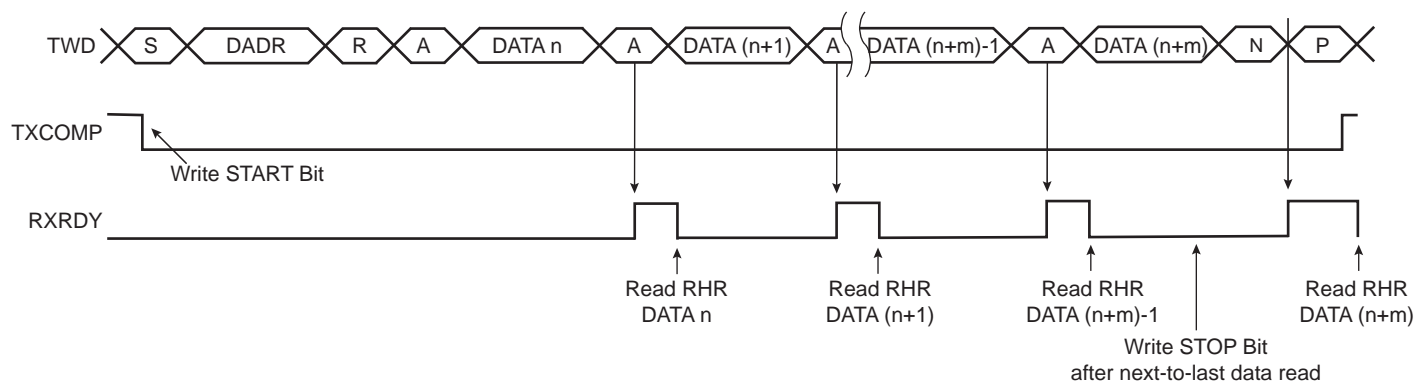 TWD S DADR R A DATA n A DATA (n+1) A DATA (n+m)-1 A DATA (n+m) N P
TXCOMP
Write START Bit
RXRDY
Read RHR
DATA n
Read RHR
DATA (n+1)
Read RHR
DATA (n+m)-1
Read RHR
DATA (n+m)
Write STOP Bit
after next-to-last data read